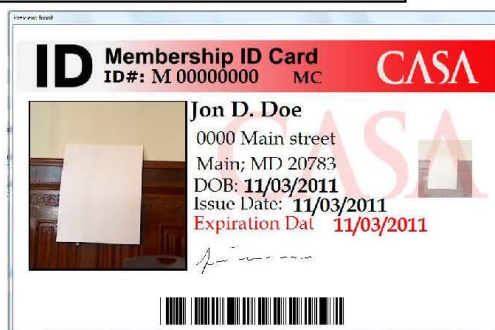 Preview: front
ID Membership ID Card CASA
ID#: M 00000000 MC
Jon D. Doe
0000 Main street
Main; MD 20783
DOB: 11/03/2011
Issue Date: 11/03/2011
Expiration Dat 11/03/2011
CASA